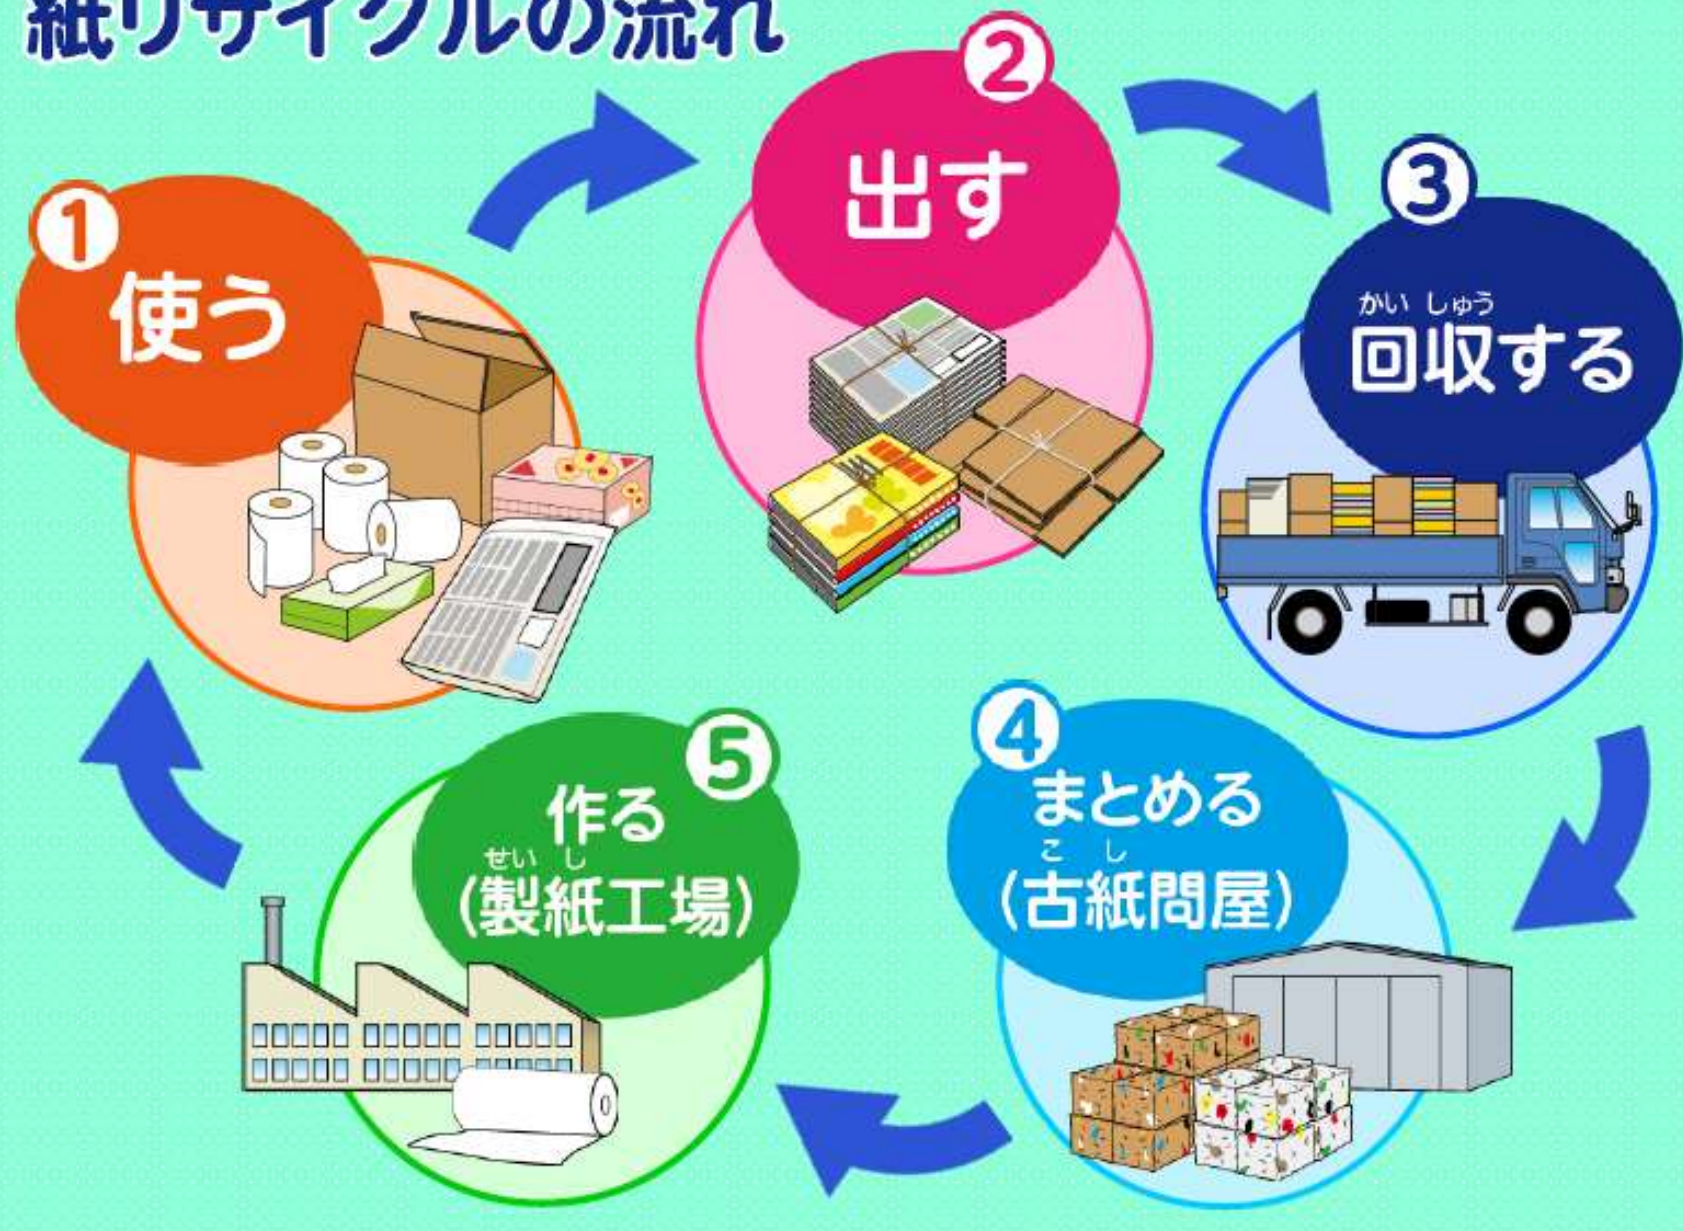 紙リサイクルの流れ
1
使う
2
出す
3
かいしゅう
回収する
4
まとめる
こし
(古紙問屋)
5
作る
せいし
(製紙工場)